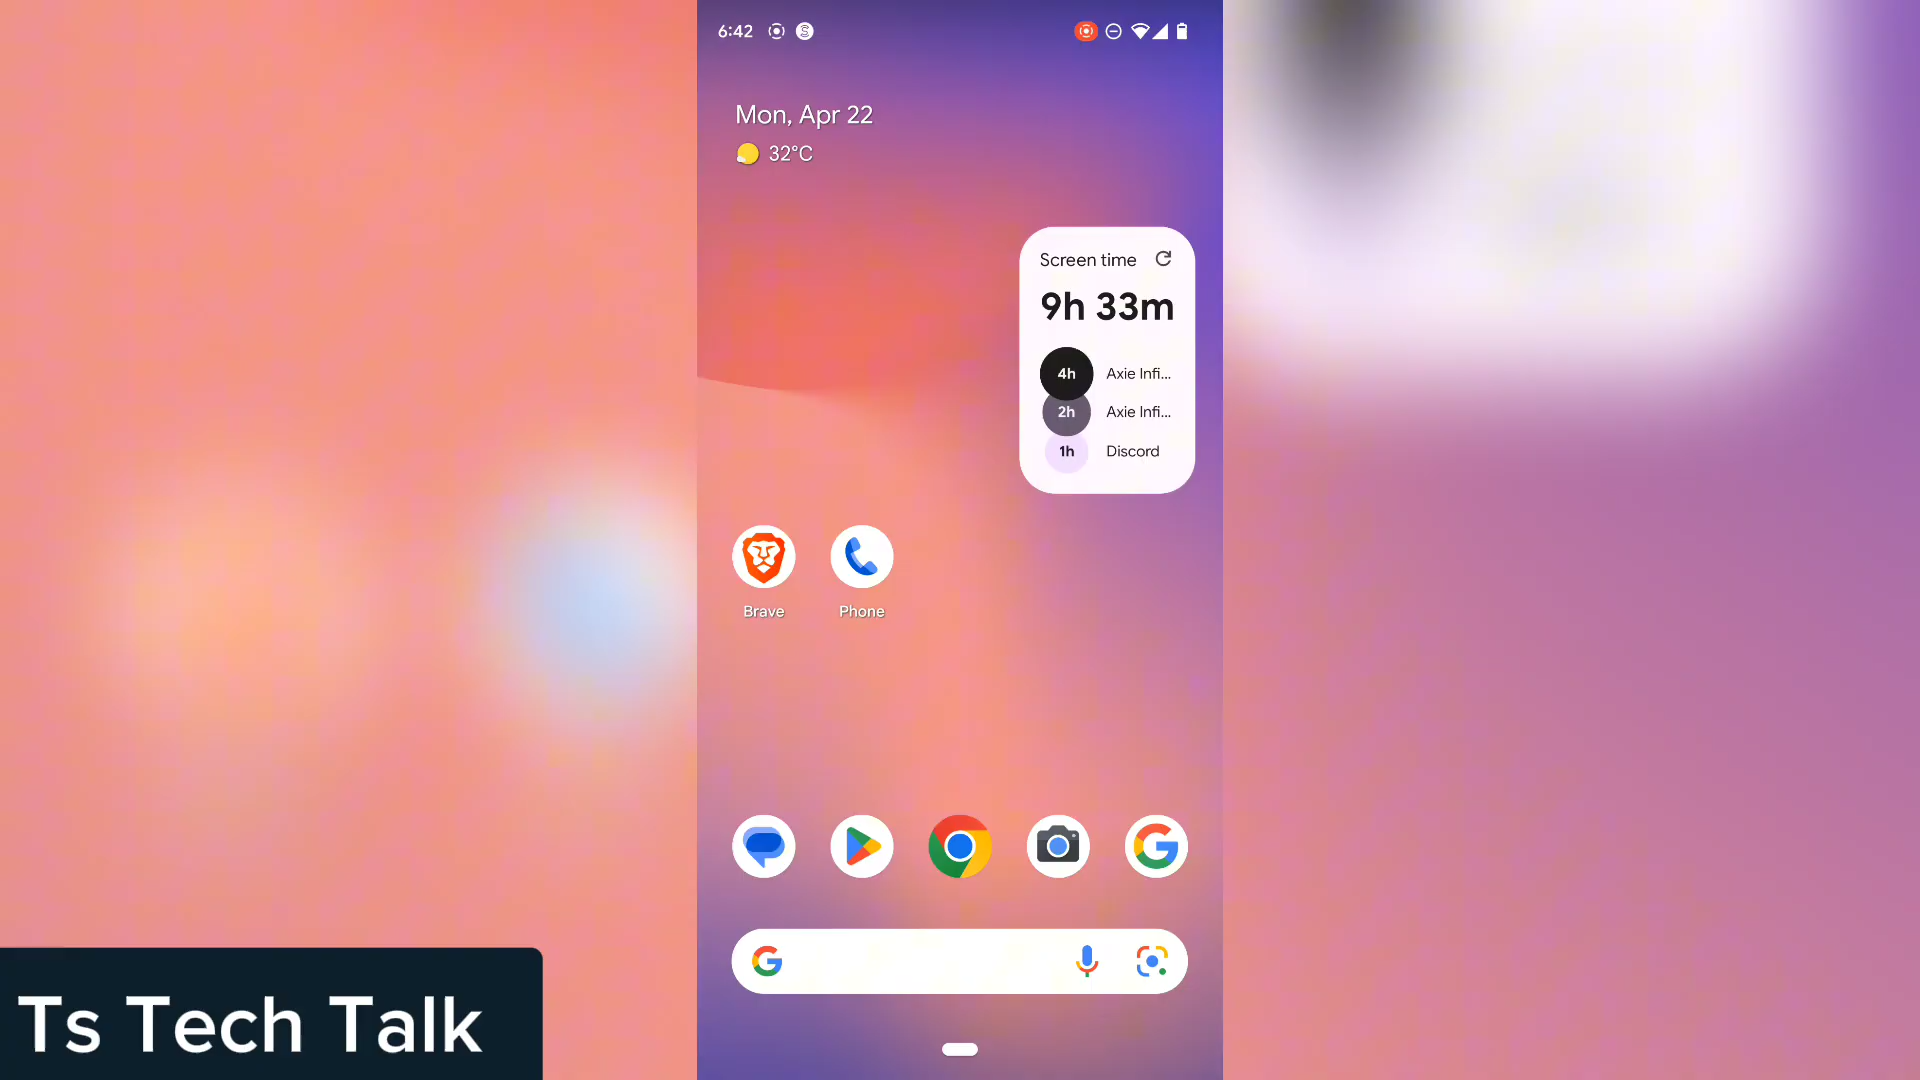 6:42
Mon, Apr 22
32°C
Screen time
9h 33m
4h Axie Infi...
2h Axie Infi...
1h Discord
Brave Phone
Ts Tech Talk